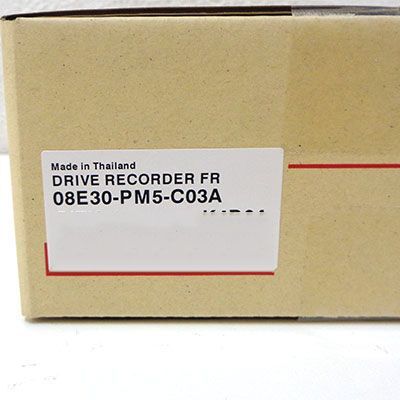 Made in Thailand
DRIVE RECORDER FR
08E30-PM5-C03A